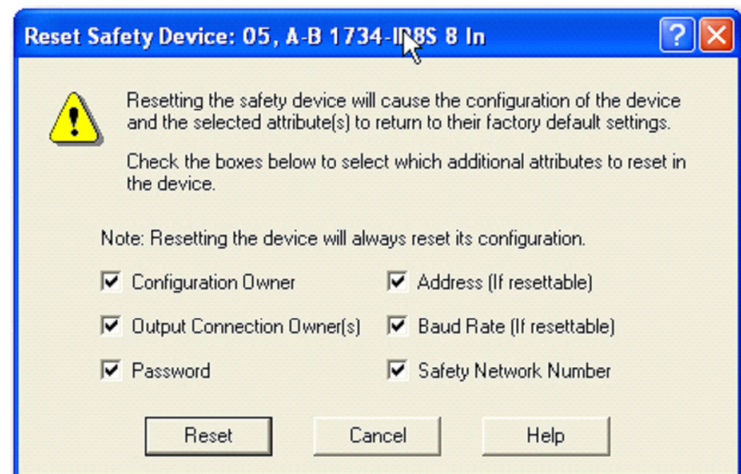 Reset Safety Device: 05, A-B 1734-IB8S 8 In
Resetting the safety device will cause the configuration of the device
and the selected attribute(s) to return to their factory default settings.
Check the boxes below to select which additional attributes to reset in
the device.
Note: Resetting the device will always reset its configuration.
Configuration Owner
Address (If resettable)
Output Connection Owner(s)
Baud Rate (If resettable)
Password
Safety Network Number
Reset
Cancel
Help